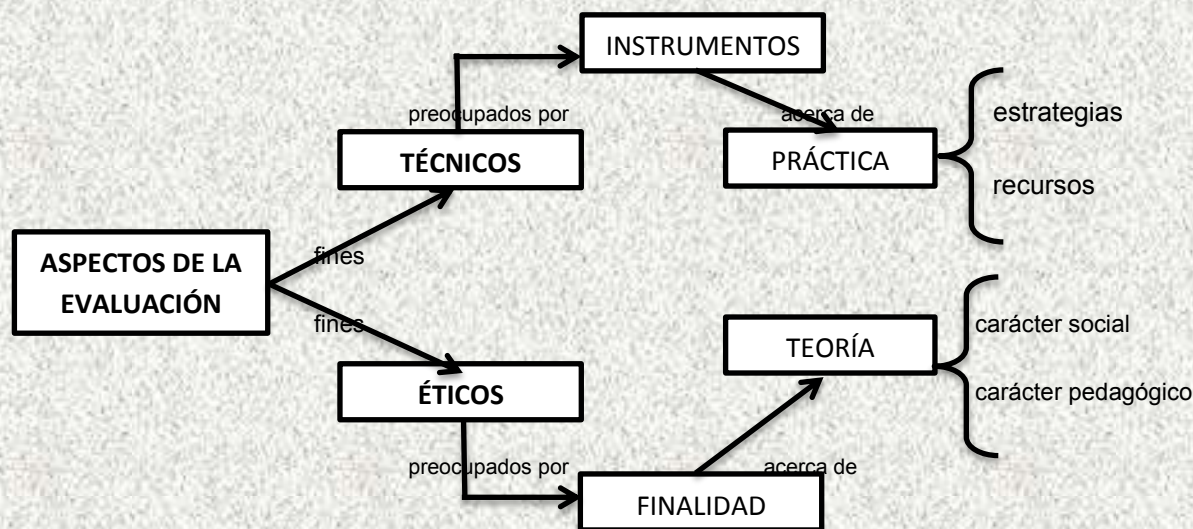 INSTRUMENTOS
preocupados por
acerca de
estrategias
TÉCNICOS
PRÁCTICA
recursos
ASPECTOS DE LA
EVALUACIÓN
fines
fines
carácter social
TEORÍA
carácter pedagógico
ÉTICOS
preocupados por
acerca de
FINALIDAD